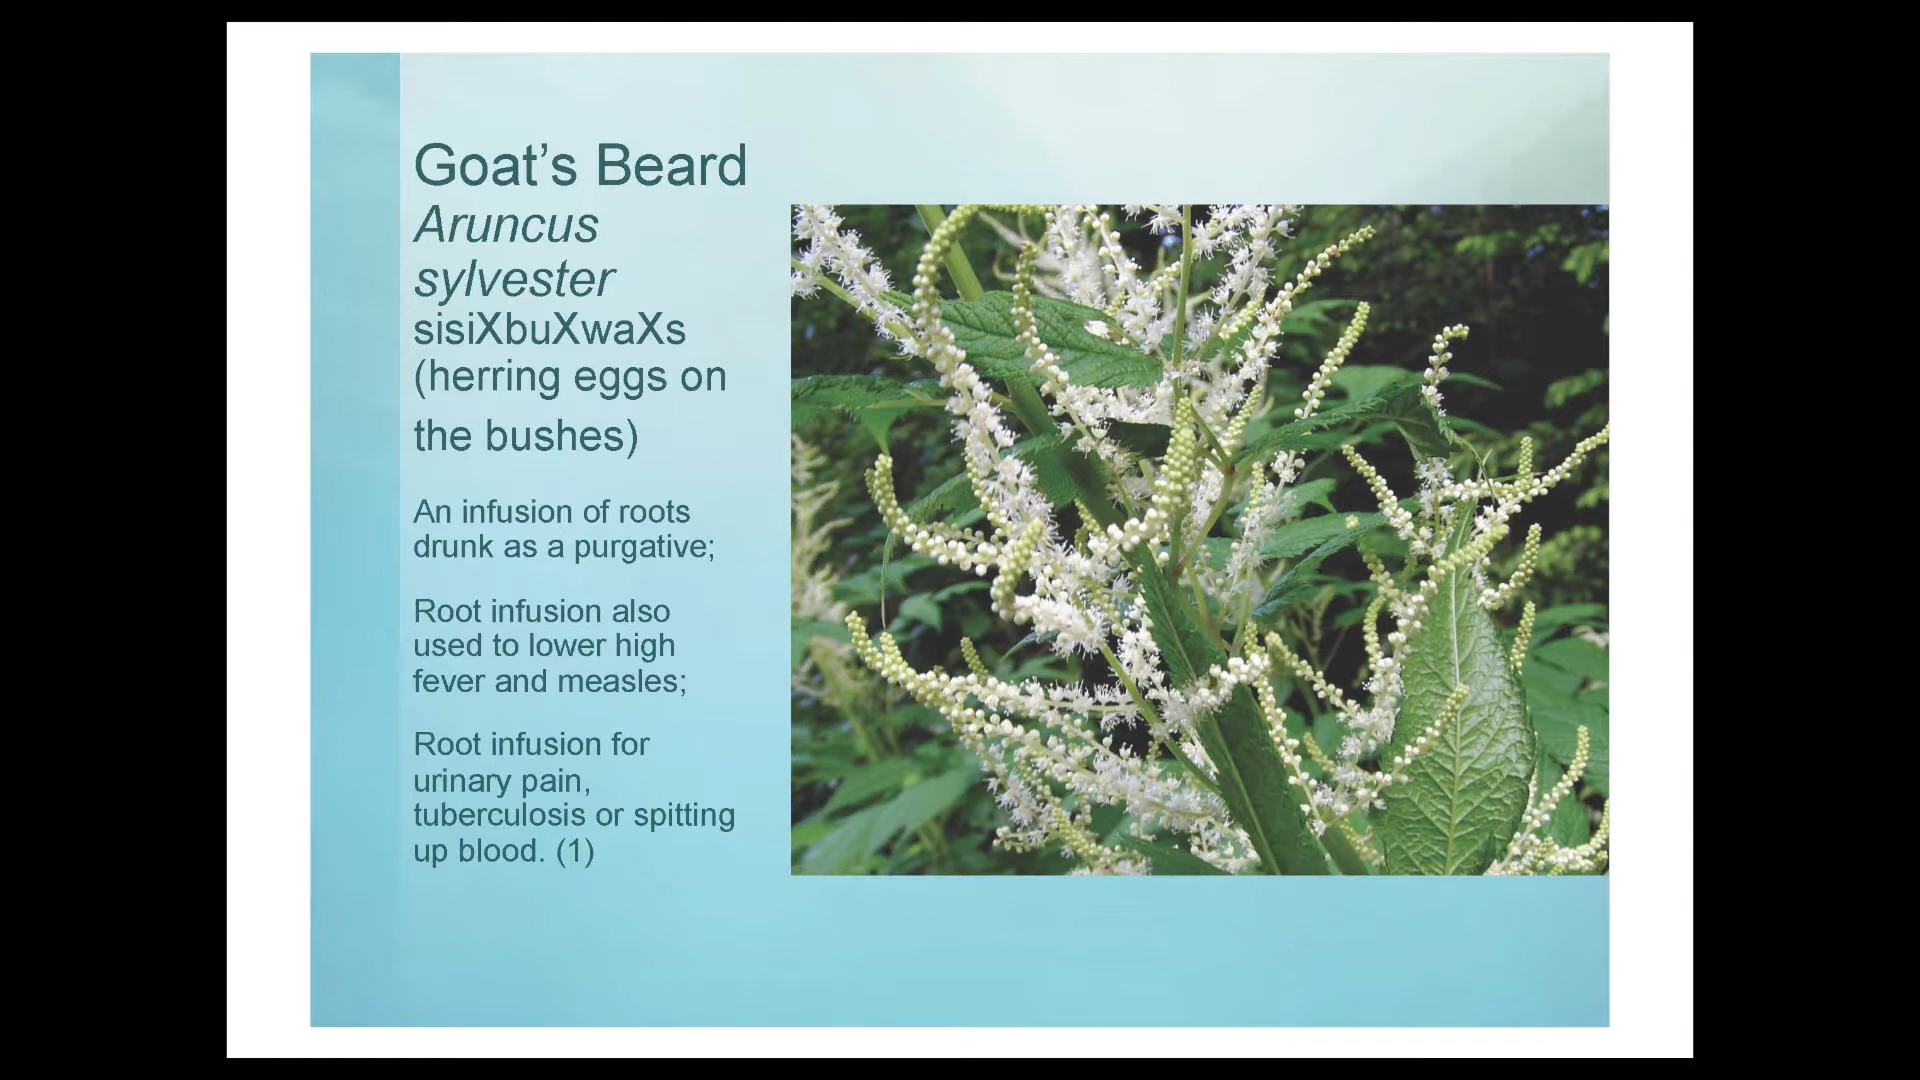 Goat’s Beard
Aruncus
sylvester
sisiXbuXwaXs
(herring eggs on
the bushes)
An infusion of roots
drunk as a purgative;
Root infusion also
used to lower high
fever and measles;
Root infusion for
urinary pain,
tuberculosis or spitting
up blood. (1)